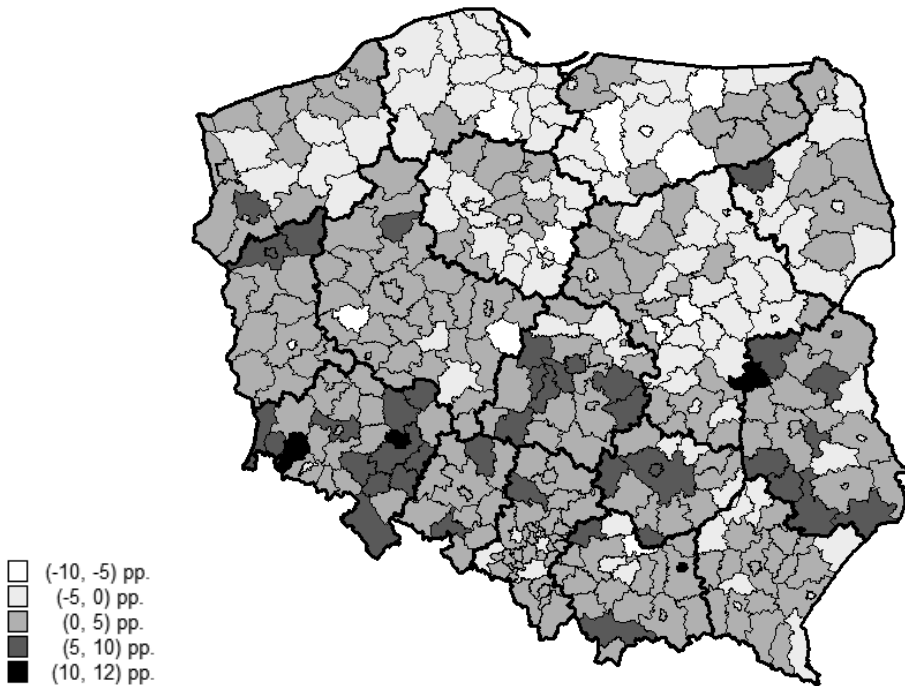 (-10, -5) pp.
(-5, 0) pp.
(0, 5) pp.
(5, 10) pp.
(10, 12) pp.